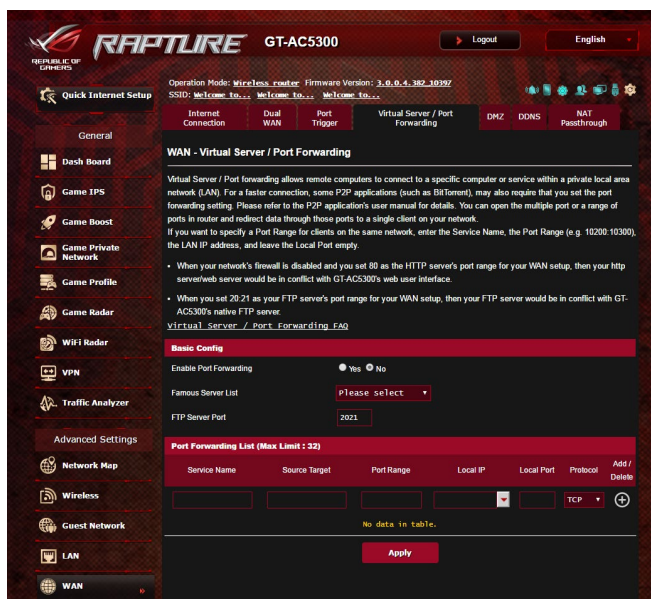 REPUBLIC OF
GAMERS
RAPTURE
GT-AC5300
Logout
English
Quick Internet Setup
Operation Mode: Wireless router Firmware Version: 3.0.0.4.382_10397
SSID: Welcome to... Welcome to... Welcome to...
Internet Connection
Dual WAN
Port Trigger
Virtual Server / Port Forwarding
DMZ
DDNS
NAT Passthrough
General
Dash Board
Game IPS
Game Boost
Game Private Network
Game Profile
Game Radar
WiFi Radar
VPN
Traffic Analyzer
Advanced Settings
Network Map
Wireless
Guest Network
LAN
WAN
WAN - Virtual Server / Port Forwarding
Virtual Server / Port forwarding allows remote computers to connect to a specific computer or service within a private local area
network (LAN). For a faster connection, some P2P applications (such as BitTorrent), may also require that you set the port
forwarding setting. Please refer to the P2P application's user manual for details. You can open the multiple port or a range of
ports in router and redirect data through those ports to a single client on your network.
If you want to specify a Port Range for clients on the same network, enter the Service Name, the Port Range (e.g. 10200:10300),
the LAN IP address, and leave the Local Port empty.
• When your network's firewall is disabled and you set 80 as the HTTP server's port range for your WAN setup, then your http
server/web server would be in conflict with GT-AC5300's web user interface.
• When you set 20:21 as your FTP server's port range for your WAN setup, then your FTP server would be in conflict with GT-
AC5300's native FTP server.
Virtual Server / Port Forwarding FAQ
Basic Config
Enable Port Forwarding Yes No
Famous Server List Please select
FTP Server Port 2021
Port Forwarding List (Max Limit : 32)
Service Name Source Target Port Range Local IP Local Port Protocol Add / Delete
TCP
No data in table.
Apply